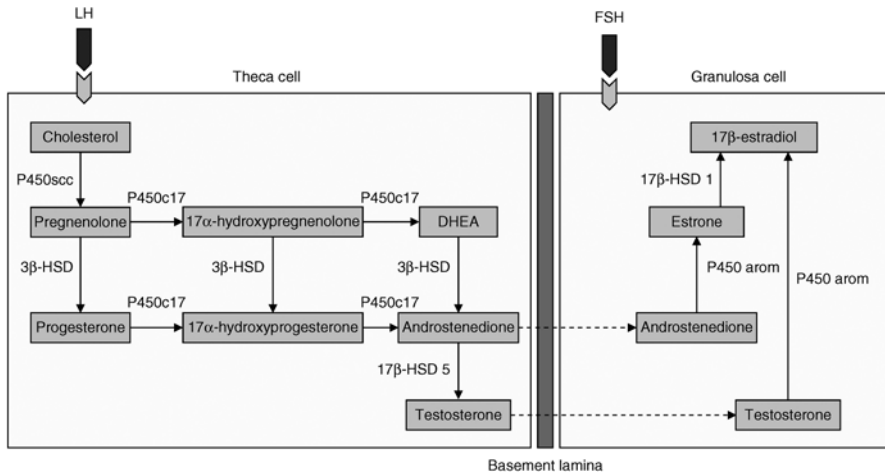 LH
FSH
Theca cell
Granulosa cell
Cholesterol
17β-estradiol
P450scc
P450c17
P450c17
17β-HSD 1
Pregnenolone
17α-hydroxypregnenolone
DHEA
Estrone
3β-HSD
3β-HSD
3β-HSD
P450 arom
P450 arom
P450c17
P450c17
Progesterone
17α-hydroxyprogesterone
Androstenedione
Androstenedione
17β-HSD 5
Testosterone
Testosterone
Basement lamina